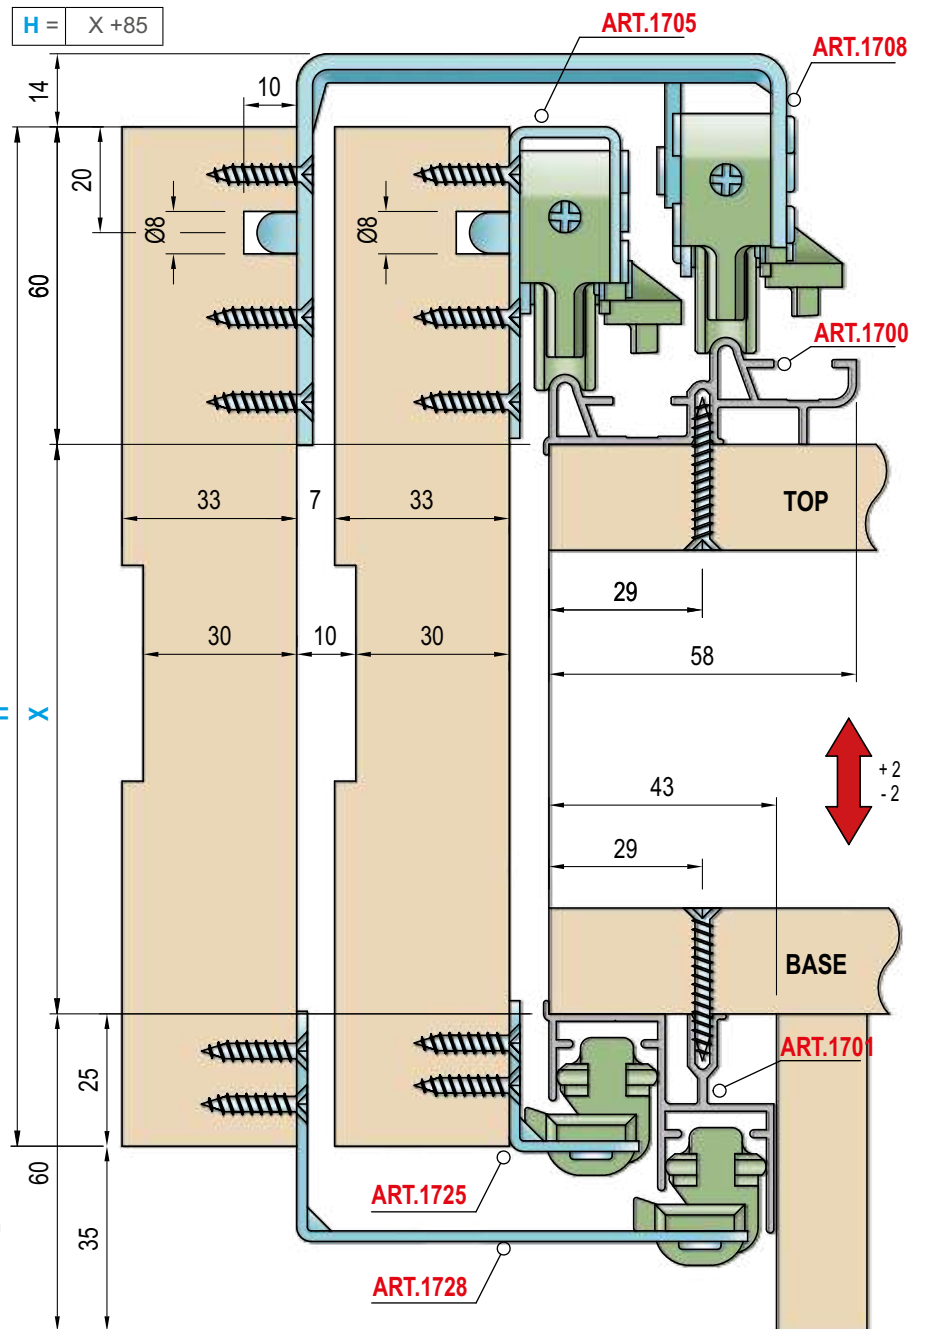 H = X +85
ART.1705
ART.1708
14
10
20
Ø8
Ø8
60
ART.1700
33
7
33
TOP
29
30
10
30
58
H
X
+ 2
- 2
43
29
BASE
ART.1701
25
60
ART.1725
35
ART.1728